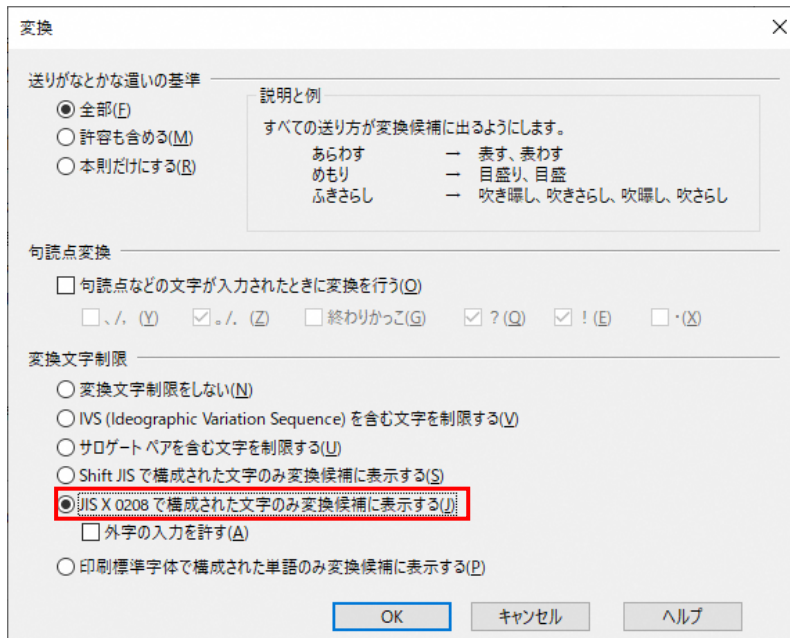 変換
送りがなとかな遣いの基準
全部(F)
許容も含める(M)
本則だけにする(R)
説明と例
すべての送り方が変換候補に出るようにします。
あらわす → 表す、表わす
めもり → 目盛り、目盛
ふきさらし → 吹き曝し、吹きさらし、吹曝し、吹さらし
句読点変換
句読点などの文字が入力されたときに変換を行う(O)
、/, (Y) 。/. (Z) 終わりかっこ(G) ? (Q) ! (E) ・(X)
変換文字制限
変換文字制限をしない(N)
IVS (Ideographic Variation Sequence) を含む文字を制限する(V)
サロゲート ペアを含む文字を制限する(U)
Shift JIS で構成された文字のみ変換候補に表示する(S)
JIS X 0208 で構成された文字のみ変換候補に表示する(J)
外字の入力を許す(A)
印刷標準字体で構成された単語のみ変換候補に表示する(P)
OK キャンセル ヘルプ